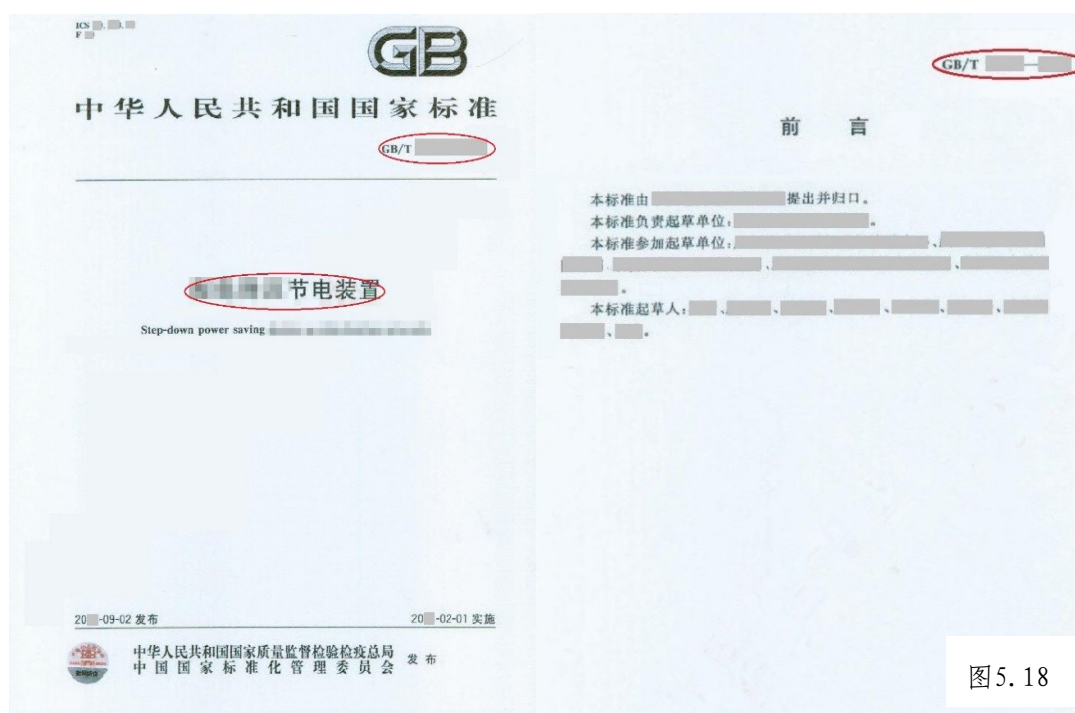 ICS
F
GB
中华人民共和国国家标准
GB/T
节电装置
Step-down power saving
20 -09-02 发布
20 -02-01 实施
中华人民共和国国家质量监督检验检疫总局
中国国家标准化管理委员会
发布
GB/T —
前 言
本标准由 提出并归口。
本标准负责起草单位: 。
本标准参加起草单位: 、
、 、 、
。
本标准起草人: 、 、 、 、 、 、
、 。
图5.18